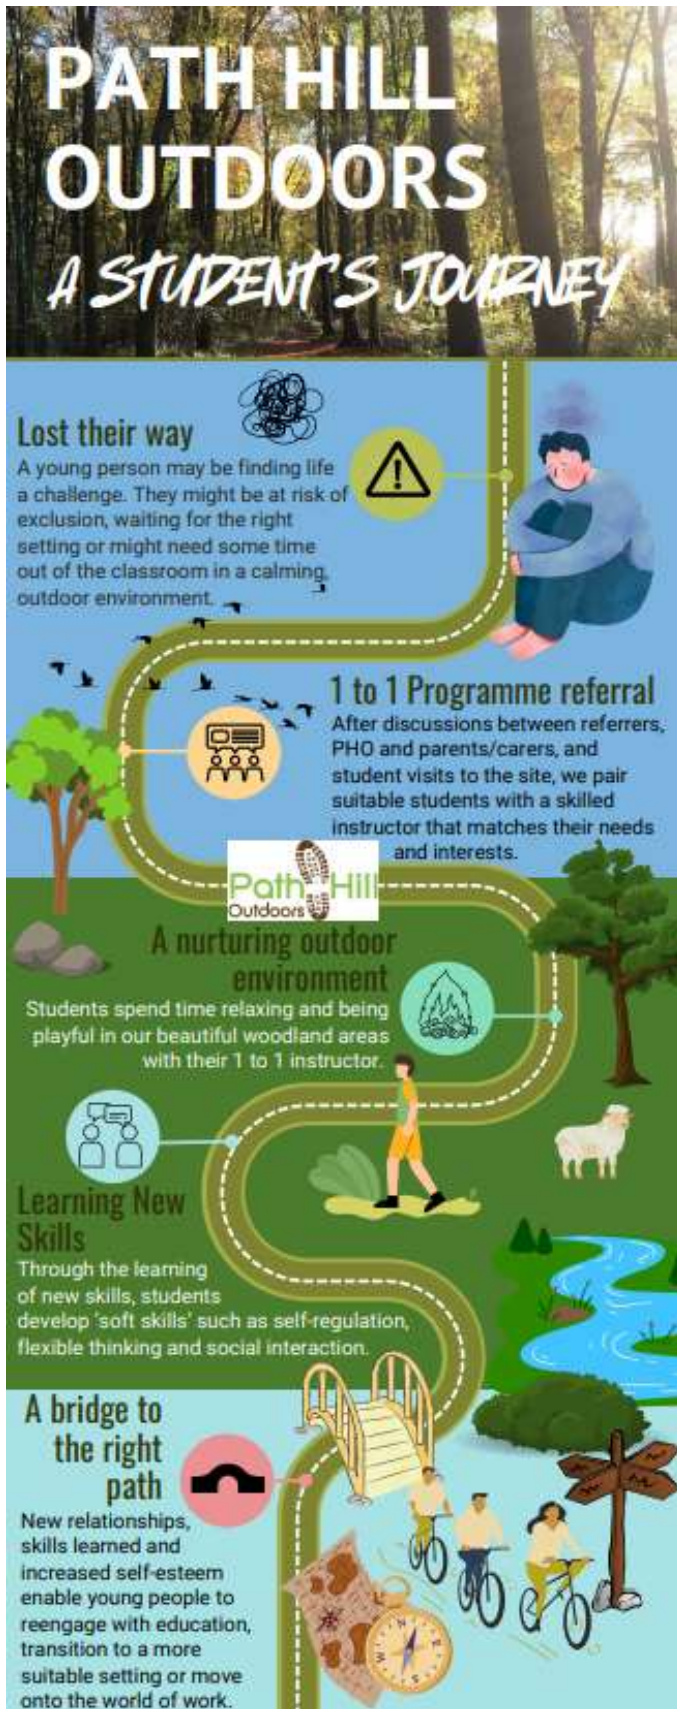 PATH HILL
OUTDOORS
A STUDENT'S JOURNEY
Lost their way
A young person may be finding life
a challenge. They might be at risk of
exclusion, waiting for the right
setting or might need some time
out of the classroom in a calming,
outdoor environment.
1 to 1 Programme referral
After discussions between referrers,
PHO and parents/carers, and
student visits to the site, we pair
suitable students with a skilled
instructor that matches their needs
and interests.
Path Hill
Outdoors
A nurturing outdoor
environment
Students spend time relaxing and being
playful in our beautiful woodland areas
with their 1 to 1 instructor.
Learning New
Skills
Through the learning
of new skills, students
develop 'soft skills' such as self-regulation,
flexible thinking and social interaction.
A bridge to
the right
path
New relationships,
skills learned and
increased self-esteem
enable young people to
reengage with education,
transition to a more
suitable setting or move
onto the world of work.
N
E
S
W